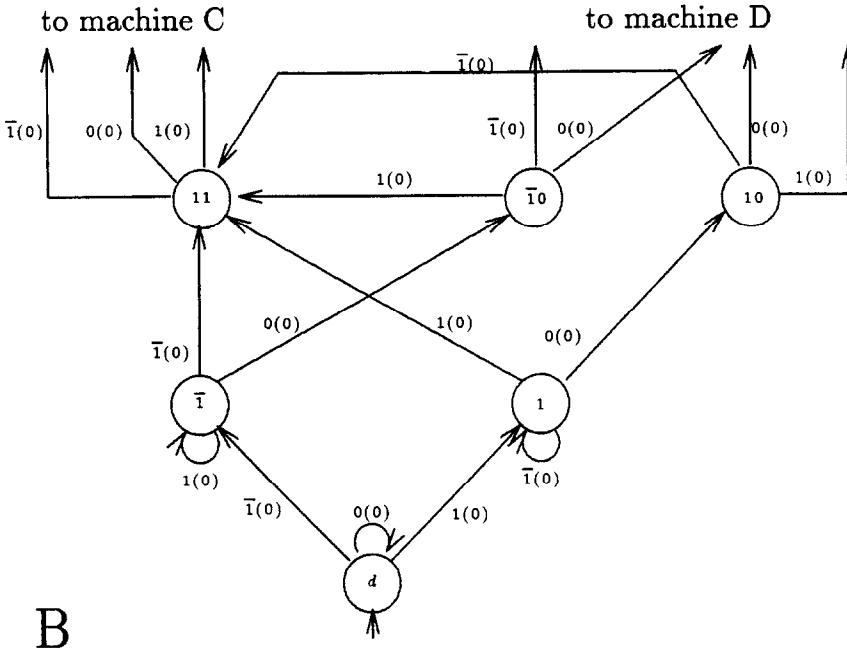 to machine C to machine D
1̅(0)
1̅(0) 0(0) 1(0) 1̅(0) 0(0) 0(0)
1(0) 1(0)
11 1̅0 10
0(0) 1(0) 0(0)
1̅(0)
1̅ 1
1(0) 1̅(0)
1̅(0) 0(0) 1(0)
d
B